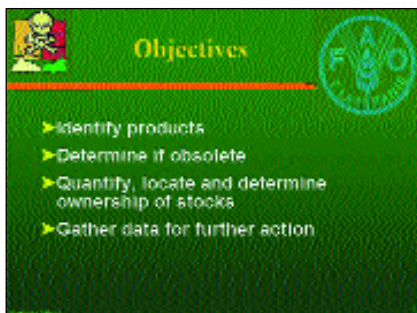 Objectives
F A O
Identify products
Determine if obsolete
Quantify, locate and determine
ownership of stocks
Gather data for further action